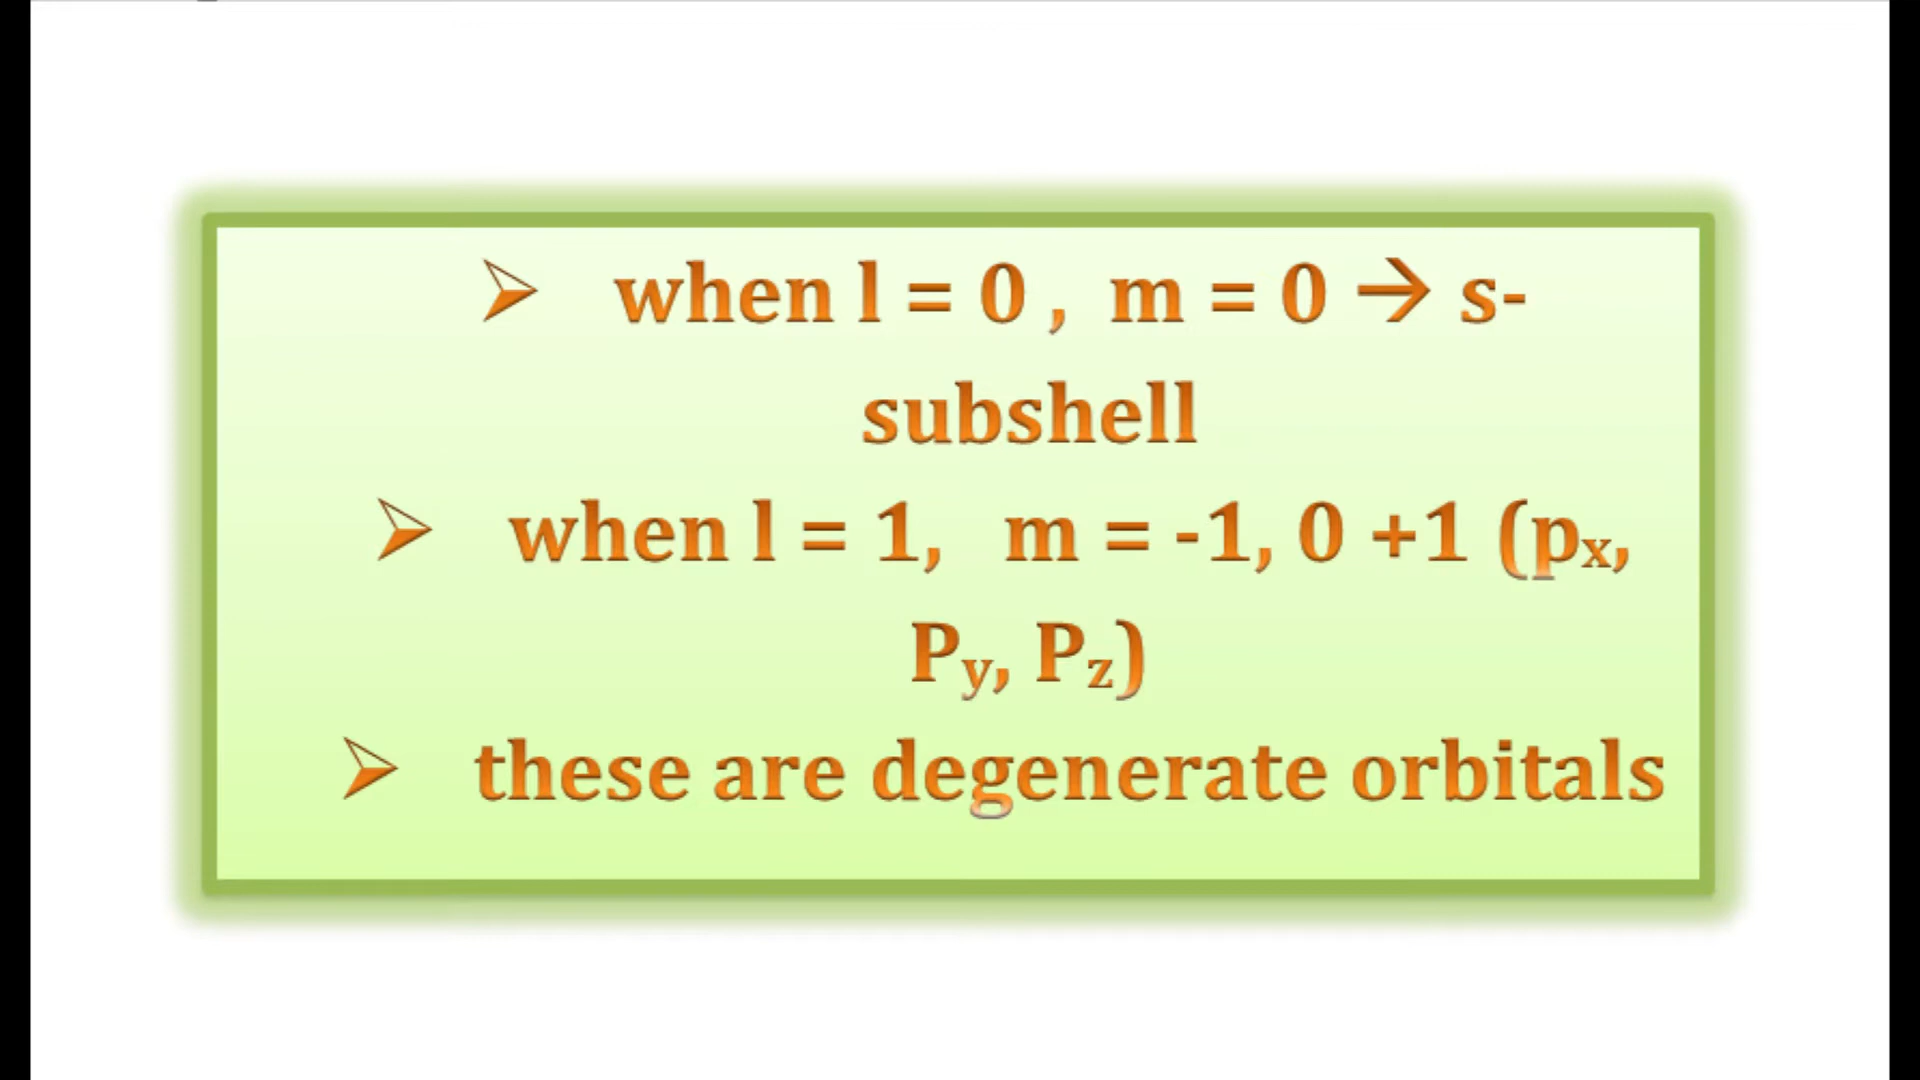 ➢ when l = 0 , m = 0 → s-
subshell
➢ when l = 1, m = -1, 0 +1 (pₓ,
Py, Pz)
➢ these are degenerate orbitals